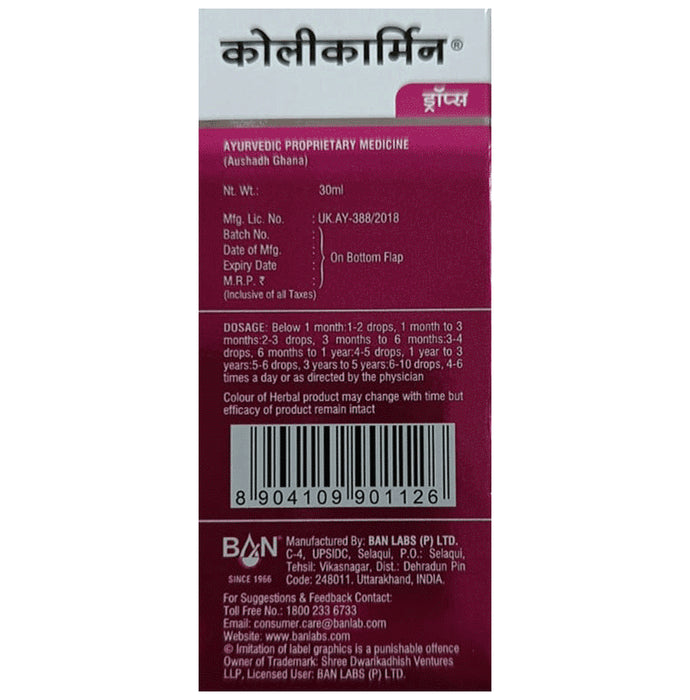 कोलीकार्मिन®
ड्रॉप्स
AYURVEDIC PROPRIETARY MEDICINE
(Aushadh Ghana)
Nt. Wt.: 30ml
Mfg. Lic. No. : UK.AY-388/2018
Batch No. :
Date of Mfg. :
Expiry Date : On Bottom Flap
M.R.P. ₹ :
(Inclusive of all Taxes)
DOSAGE: Below 1 month:1-2 drops, 1 month to 3
months:2-3 drops, 3 months to 6 months:3-4
drops, 6 months to 1 year:4-5 drops, 1 year to 3
years:5-6 drops, 3 years to 5 years:6-10 drops, 4-6
times a day or as directed by the physician
Colour of Herbal product may change with time but
efficacy of product remain intact
8 904109 901126
BAN
SINCE 1966
Manufactured By: BAN LABS (P) LTD.
C-4, UPSIDC, Selaqui, P.O.: Selaqui,
Tehsil: Vikasnagar, Dist.: Dehradun Pin
Code: 248011. Uttarakhand, INDIA.
For Suggestions & Feedback Contact:
Toll Free No.: 1800 233 6733
Email: consumer.care@banlab.com
Website: www.banlabs.com
© Imitation of label graphics is a punishable offence
Owner of Trademark: Shree Dwarikadhish Ventures
LLP, Licensed User: BAN LABS (P) LTD.